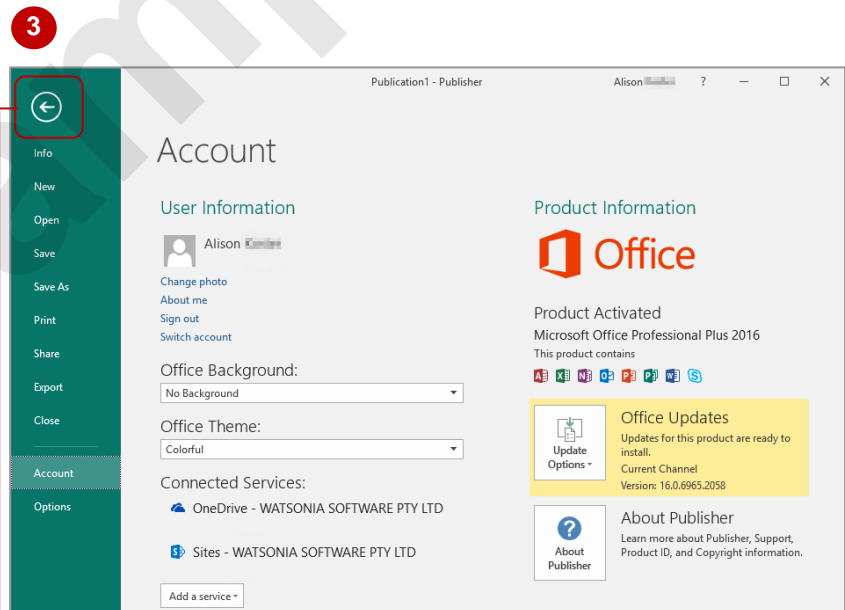 3
Publication1 - Publisher
Alison
?
Info
New
Open
Save
Save As
Print
Share
Export
Close
Account
Options
Account
User Information
Alison
Change photo
About me
Sign out
Switch account
Office Background:
No Background
Office Theme:
Colorful
Connected Services:
OneDrive - WATSONIA SOFTWARE PTY LTD
Sites - WATSONIA SOFTWARE PTY LTD
Add a service
Product Information
Office
Product Activated
Microsoft Office Professional Plus 2016
This product contains
Update
Options
Office Updates
Updates for this product are ready to
install.
Current Channel
Version: 16.0.6965.2058
About
Publisher
About Publisher
Learn more about Publisher, Support,
Product ID, and Copyright information.